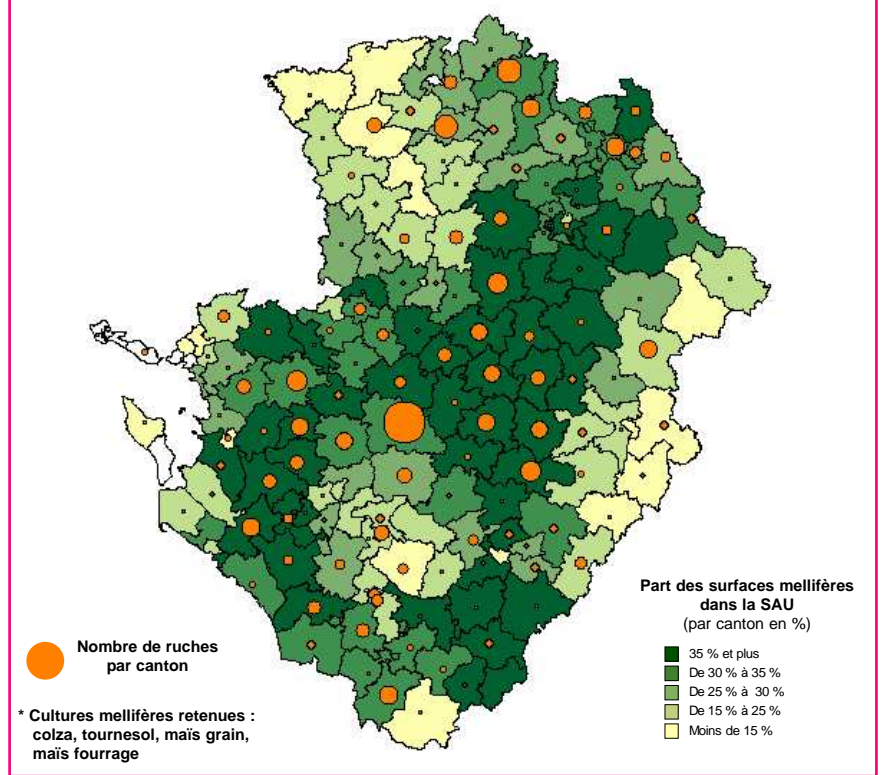 Part des surfaces mellifères
dans la SAU
(par canton en %)
35 % et plus
De 30 % à 35 %
De 25 % à 30 %
De 15 % à 25 %
Moins de 15 %
Nombre de ruches
par canton
* Cultures mellifères retenues :
colza, tournesol, maïs grain,
maïs fourrage